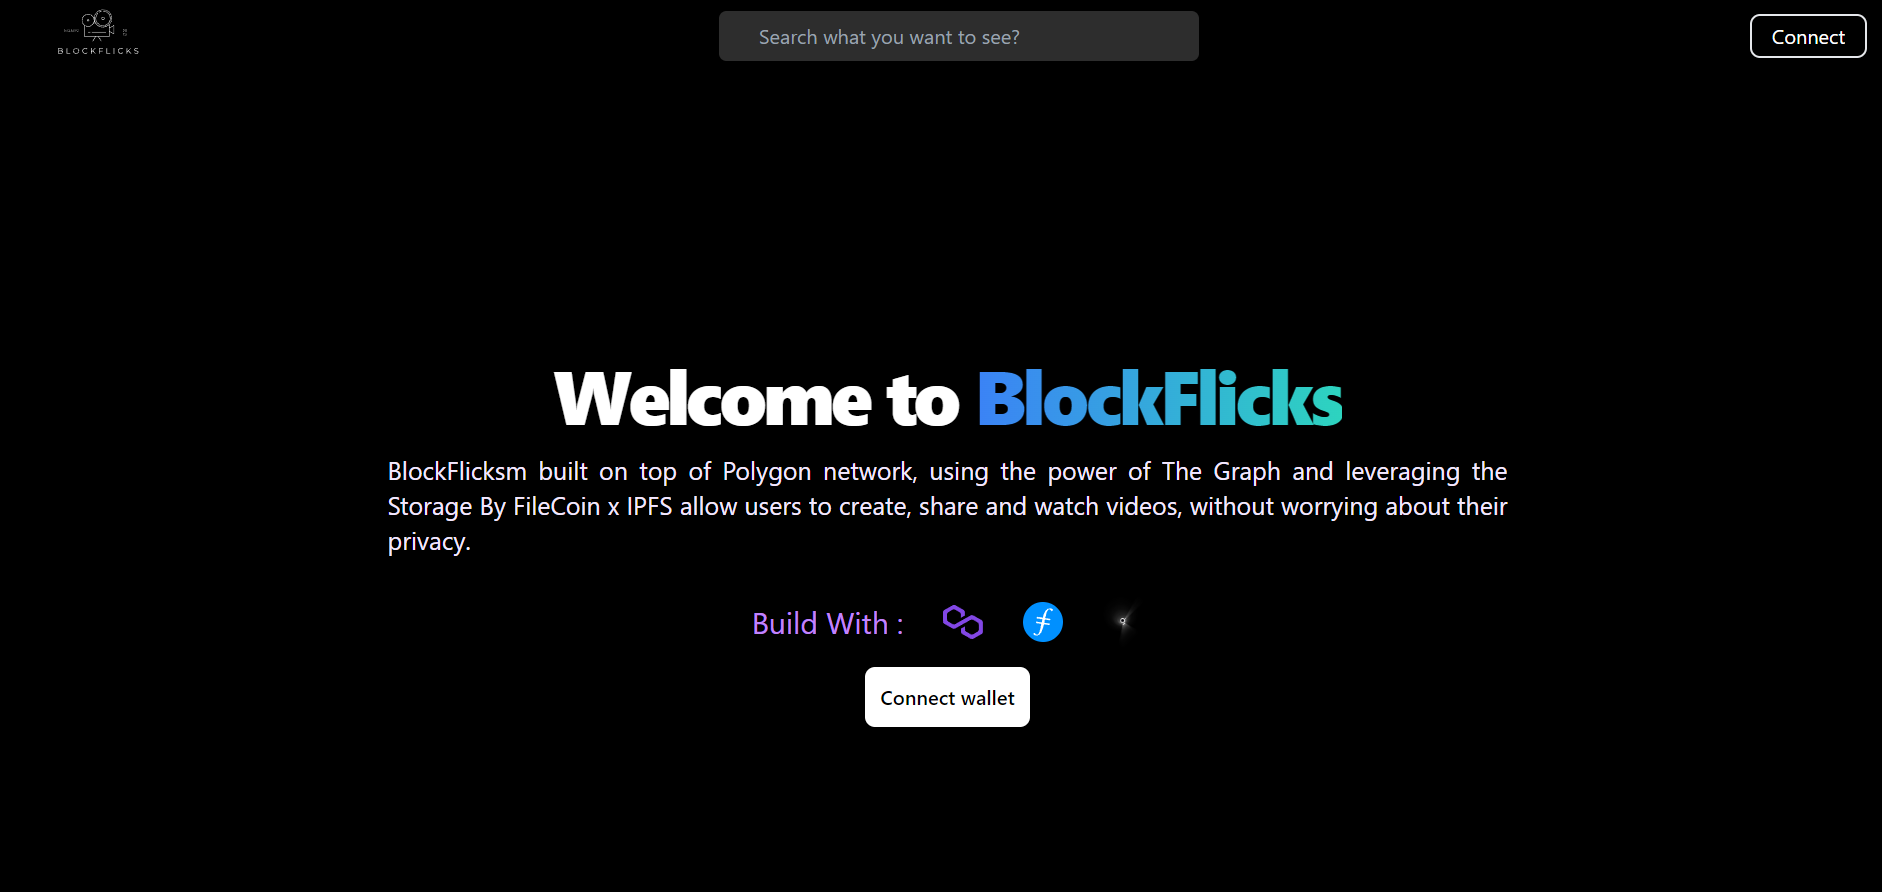 BLOCKFLICKS
Search what you want to see?
Connect
Welcome to BlockFlicks
BlockFlicksm built on top of Polygon network, using the power of The Graph and leveraging the
Storage By FileCoin x IPFS allow users to create, share and watch videos, without worrying about their
privacy.
Build With :
Connect wallet